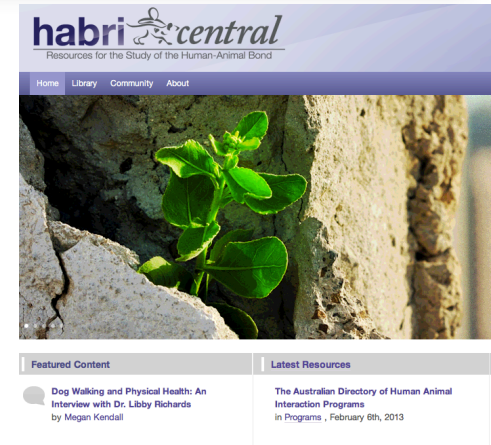 habri central
Resources for the Study of the Human-Animal Bond
Home Library Community About
Featured Content
Dog Walking and Physical Health: An
Interview with Dr. Libby Richards
by Megan Kendall
Latest Resources
The Australian Directory of Human Animal
Interaction Programs
in Programs , February 6th, 2013